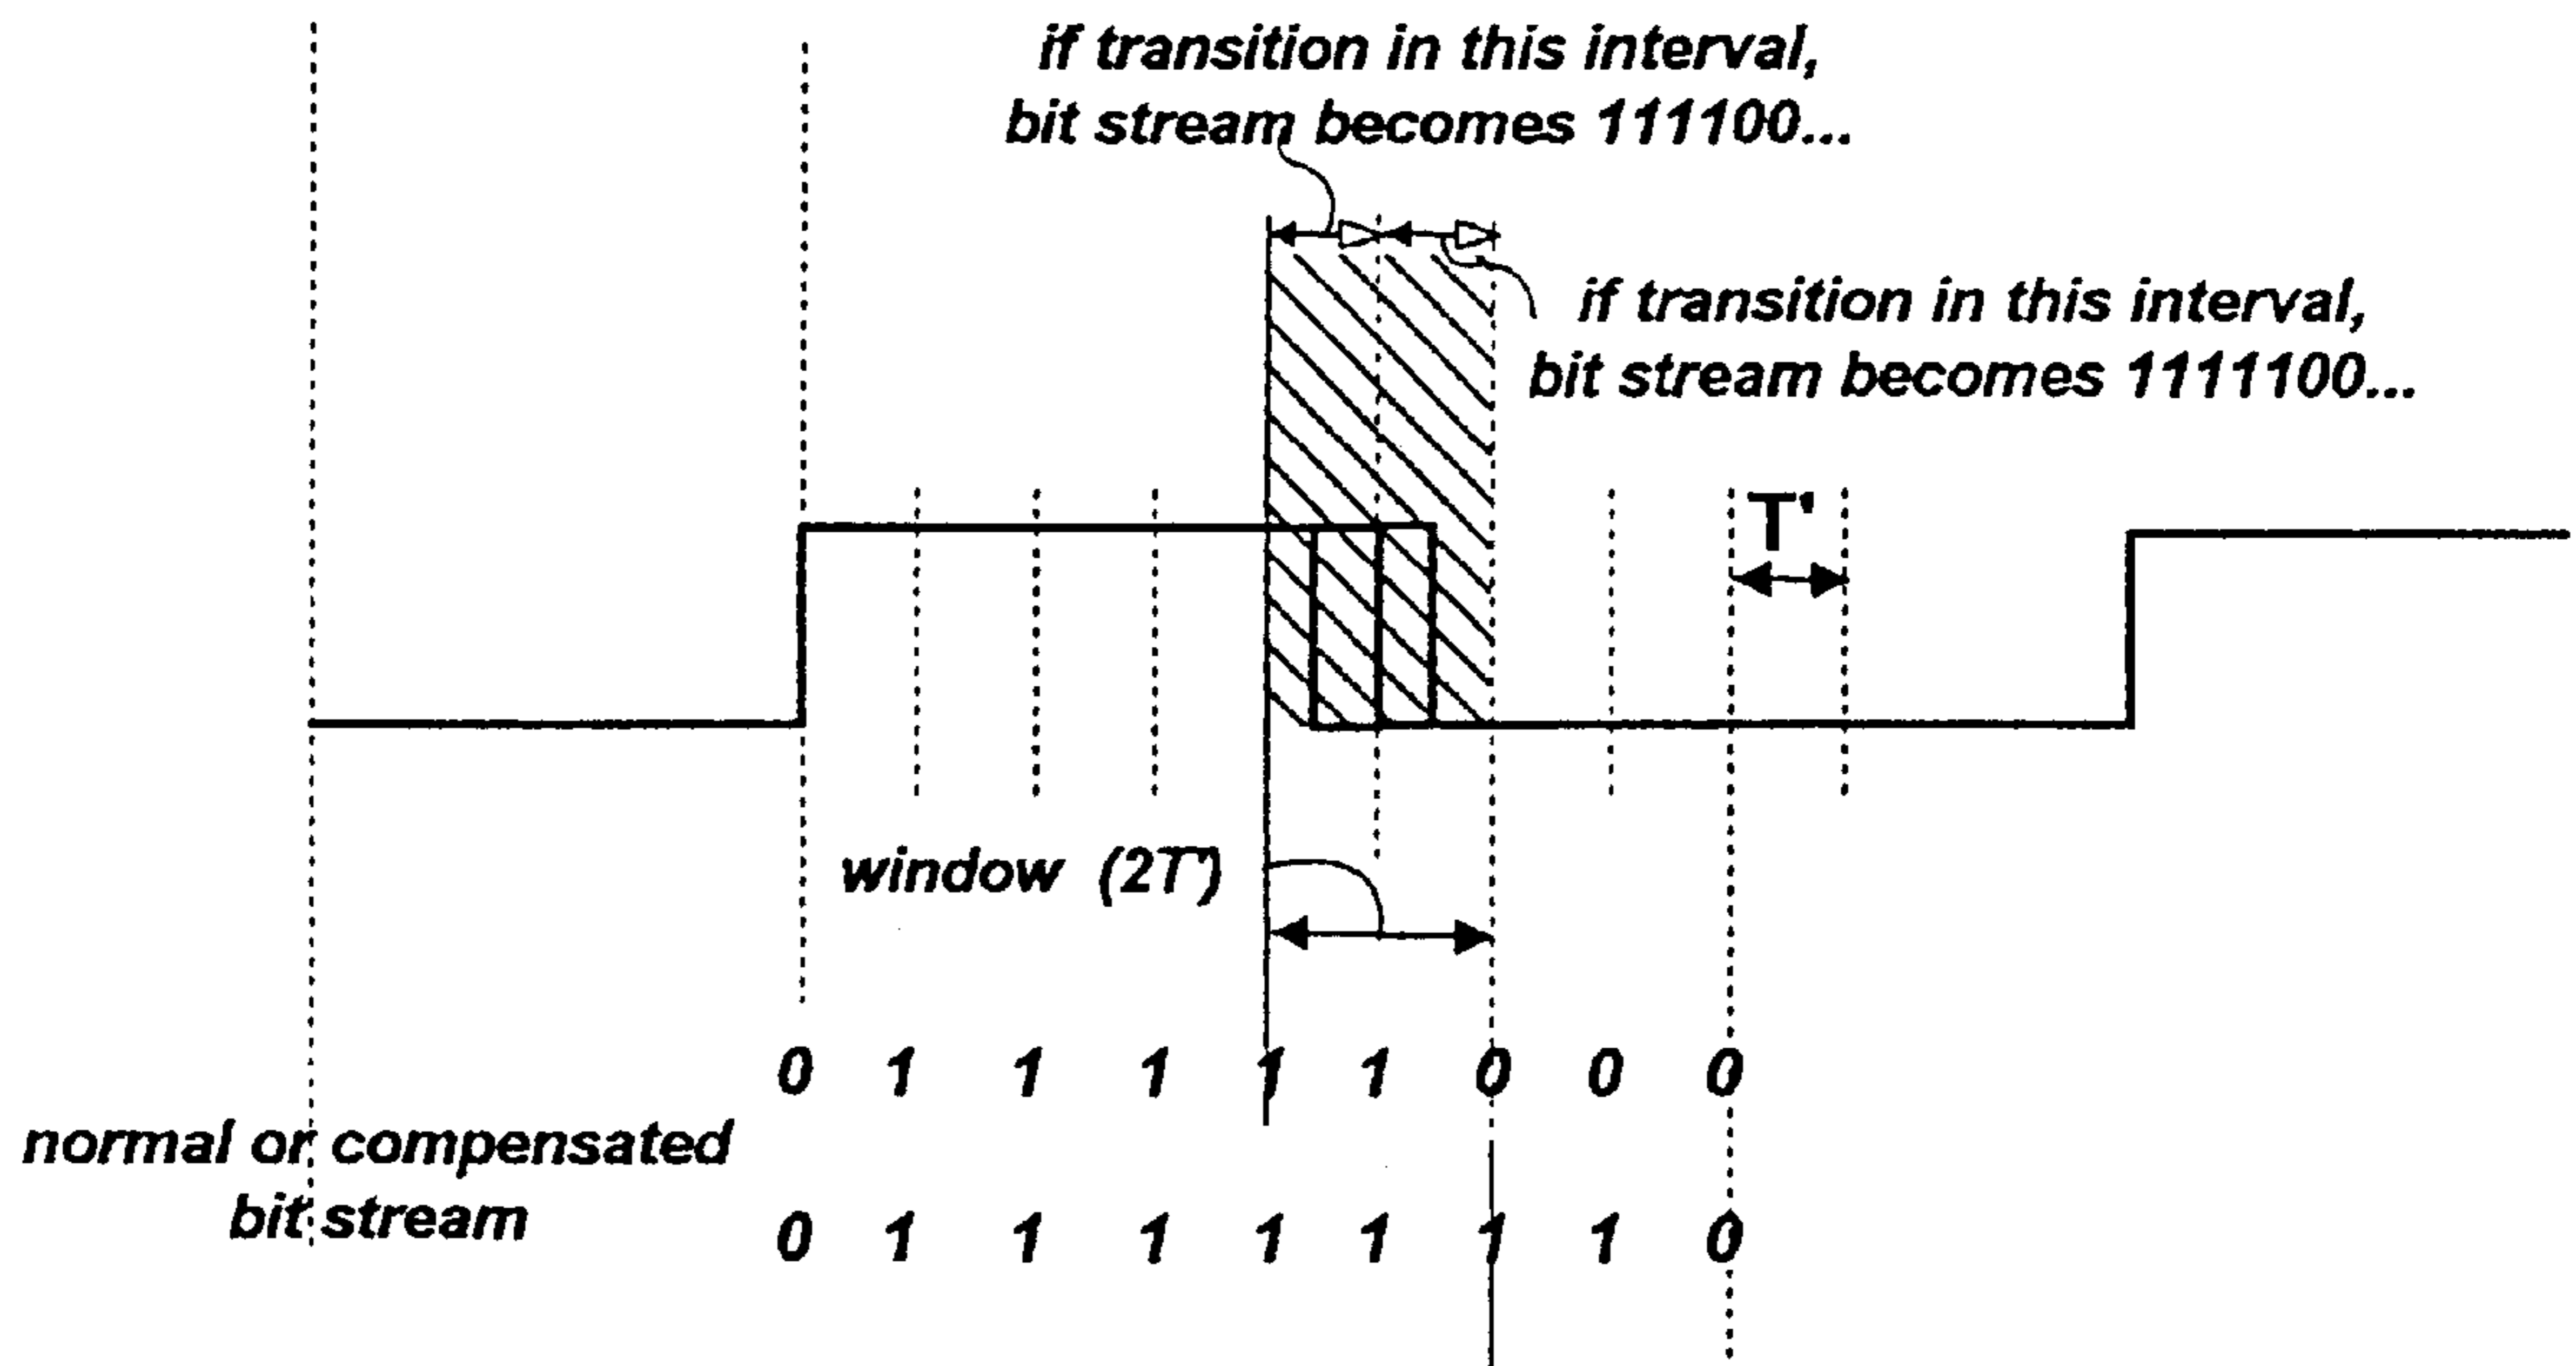 if transition in this interval,
bit stream becomes 111100...
if transition in this interval,
bit stream becomes 1111100...
T'
window (2T')
0 1 1 1 1 1 0 0 0
normal or compensated
bit stream
0 1 1 1 1 1 1 1 0